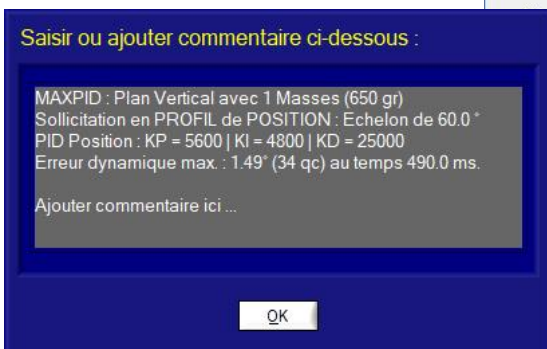 Saisir ou ajouter commentaire ci-dessous :
MAXPID : Plan Vertical avec 1 Masses (650 gr)
Sollicitation en PROFIL de POSITION : Echelon de 60.0 °
PID Position : KP = 5600 | KI = 4800 | KD = 25000
Erreur dynamique max. : 1.49° (34 qc) au temps 490.0 ms.
Ajouter commentaire ici ...
OK